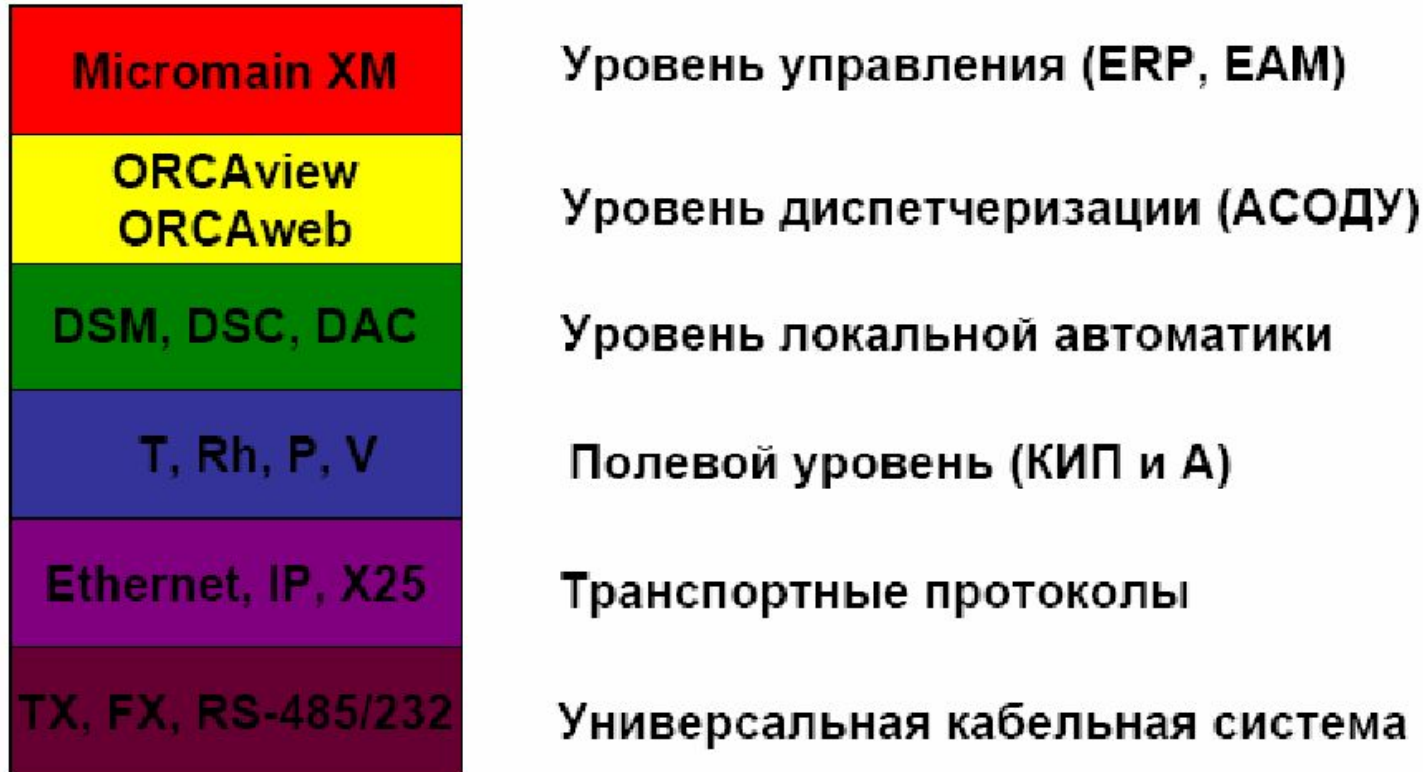 Micromain XM
Уровень управления (ERP, EAM)
ORCAview
ORCAweb
Уровень диспетчеризации (АСОДУ)
DSM, DSC, DAC
Уровень локальной автоматики
T, Rh, P, V
Полевой уровень (КИП и А)
Ethernet, IP, X25
Транспортные протоколы
TX, FX, RS-485/232
Универсальная кабельная система